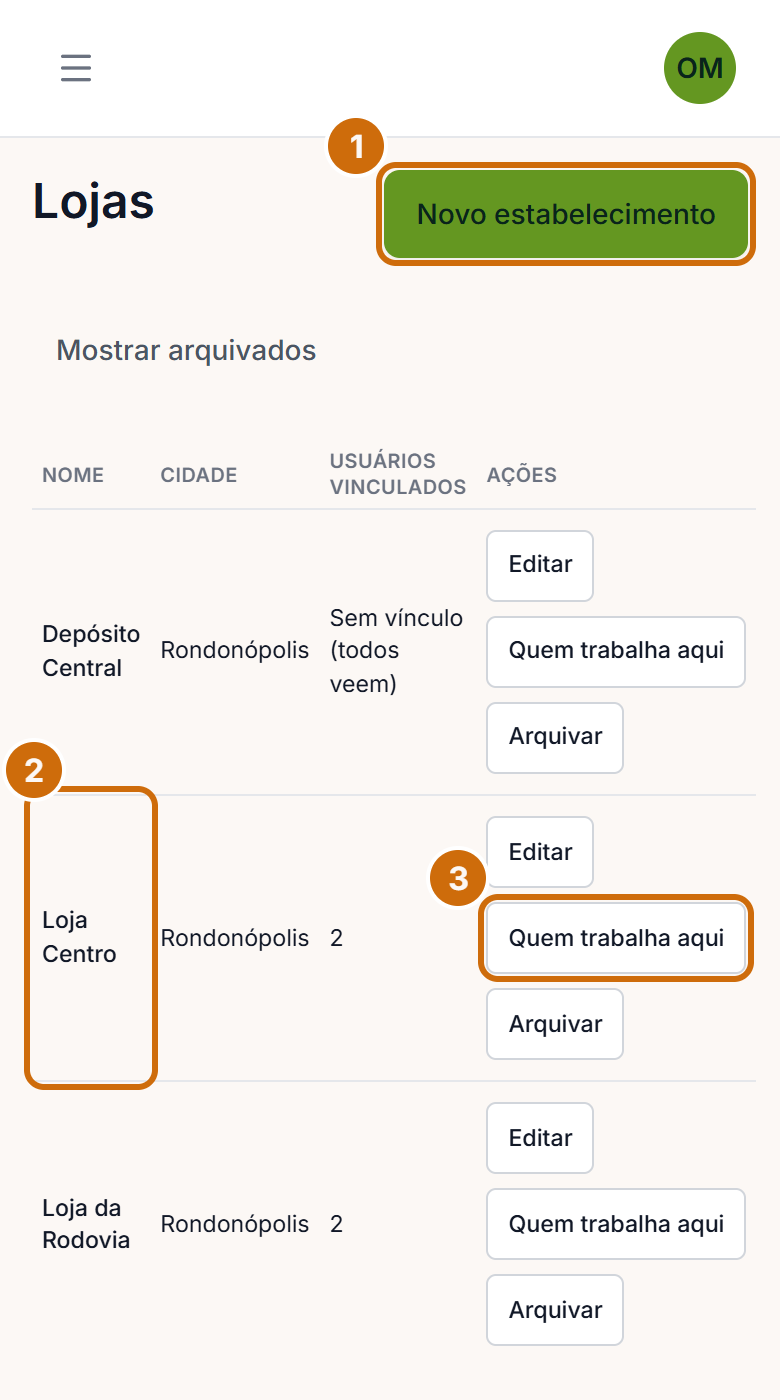 OM
1
Lojas
Novo estabelecimento
Mostrar arquivados
NOME
CIDADE
USUÁRIOS
VINCULADOS
AÇÕES
Depósito
Central
Rondonópolis
Sem vínculo
(todos
veem)
Editar
Quem trabalha aqui
Arquivar
2
Loja
Centro
Rondonópolis
2
Editar
3
Quem trabalha aqui
Arquivar
Loja da
Rodovia
Rondonópolis
2
Editar
Quem trabalha aqui
Arquivar